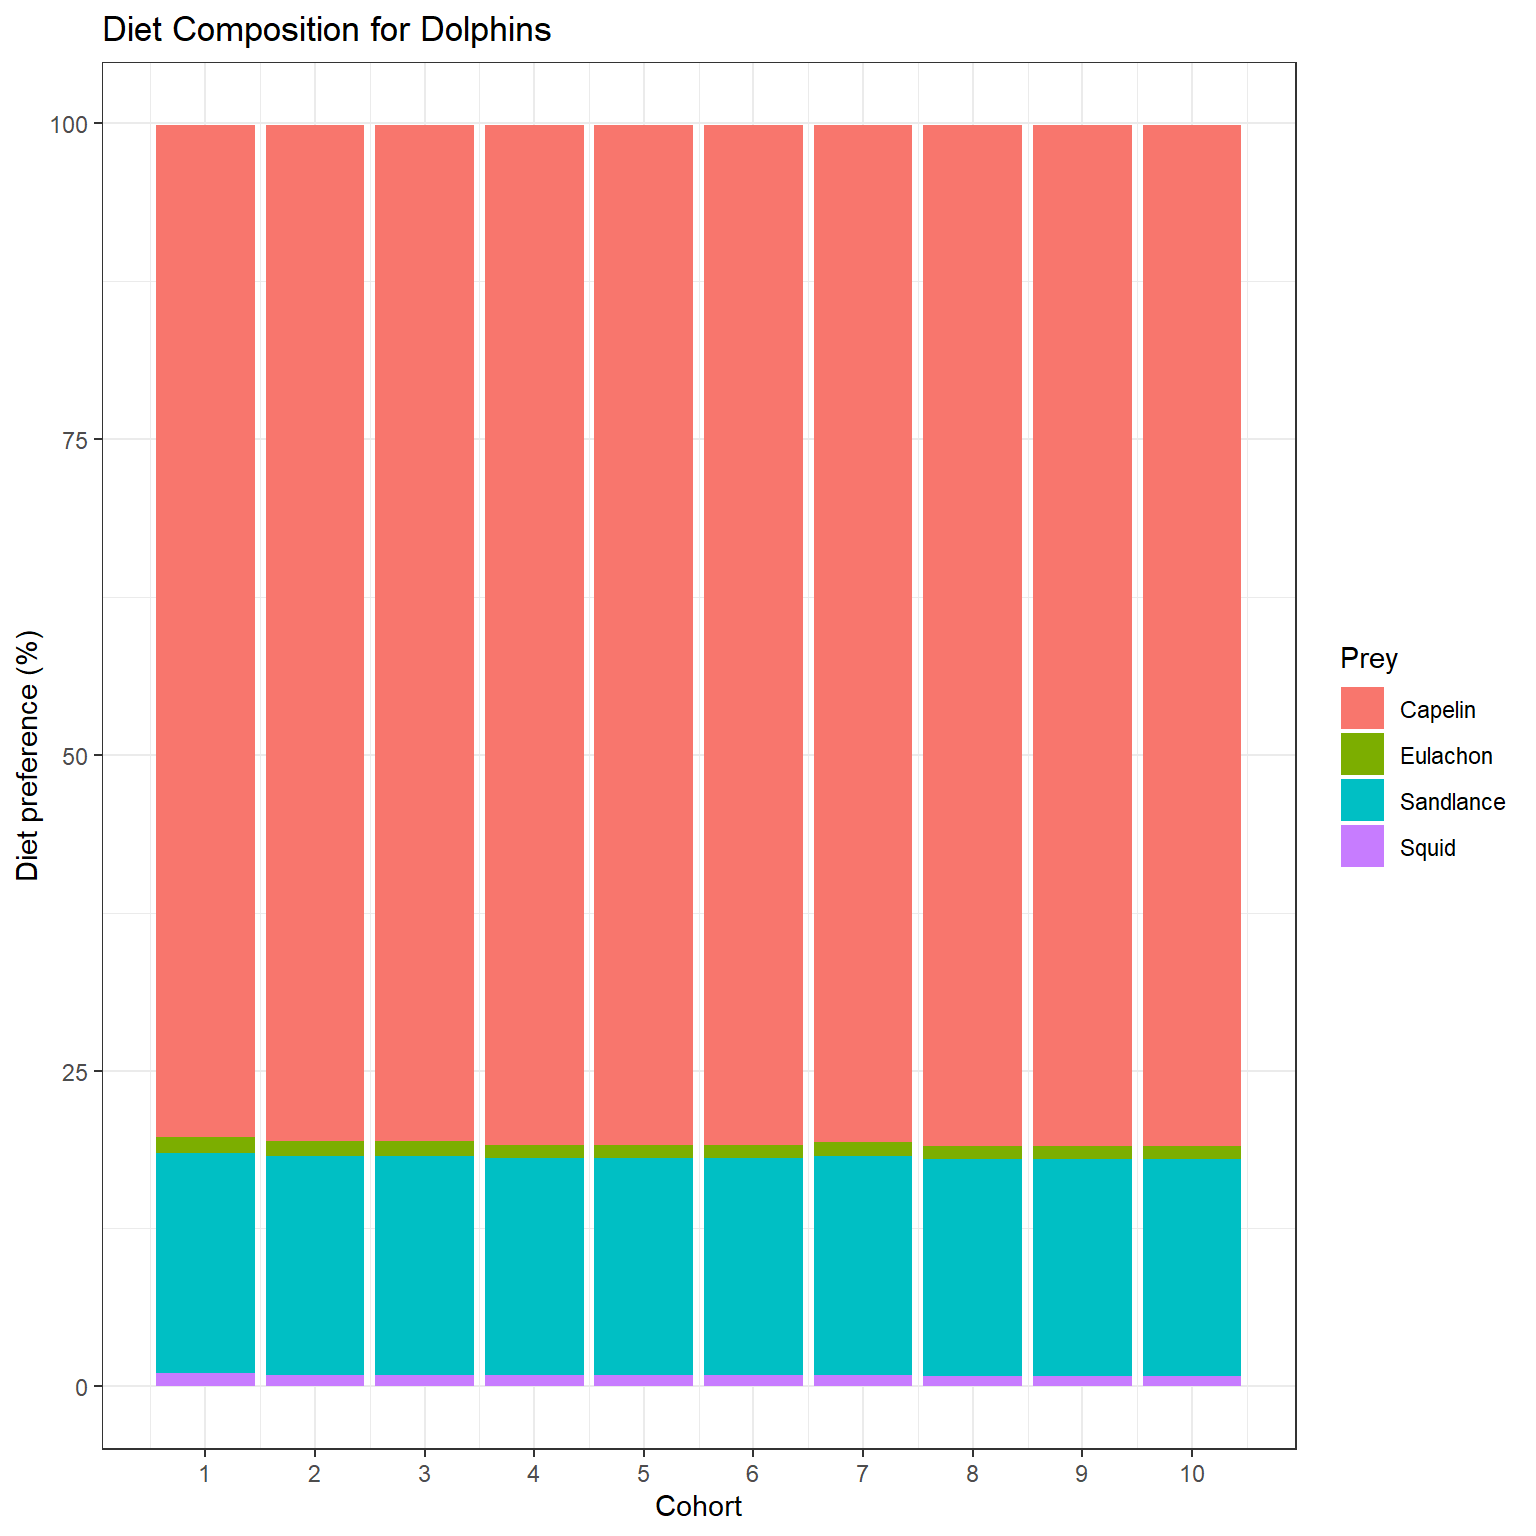 Diet Composition for Dolphins
100
75
50
25
0
Diet preference (%)
1 2 3 4 5 6 7 8 9 10
Cohort
Prey
Capelin
Eulachon
Sandlance
Squid